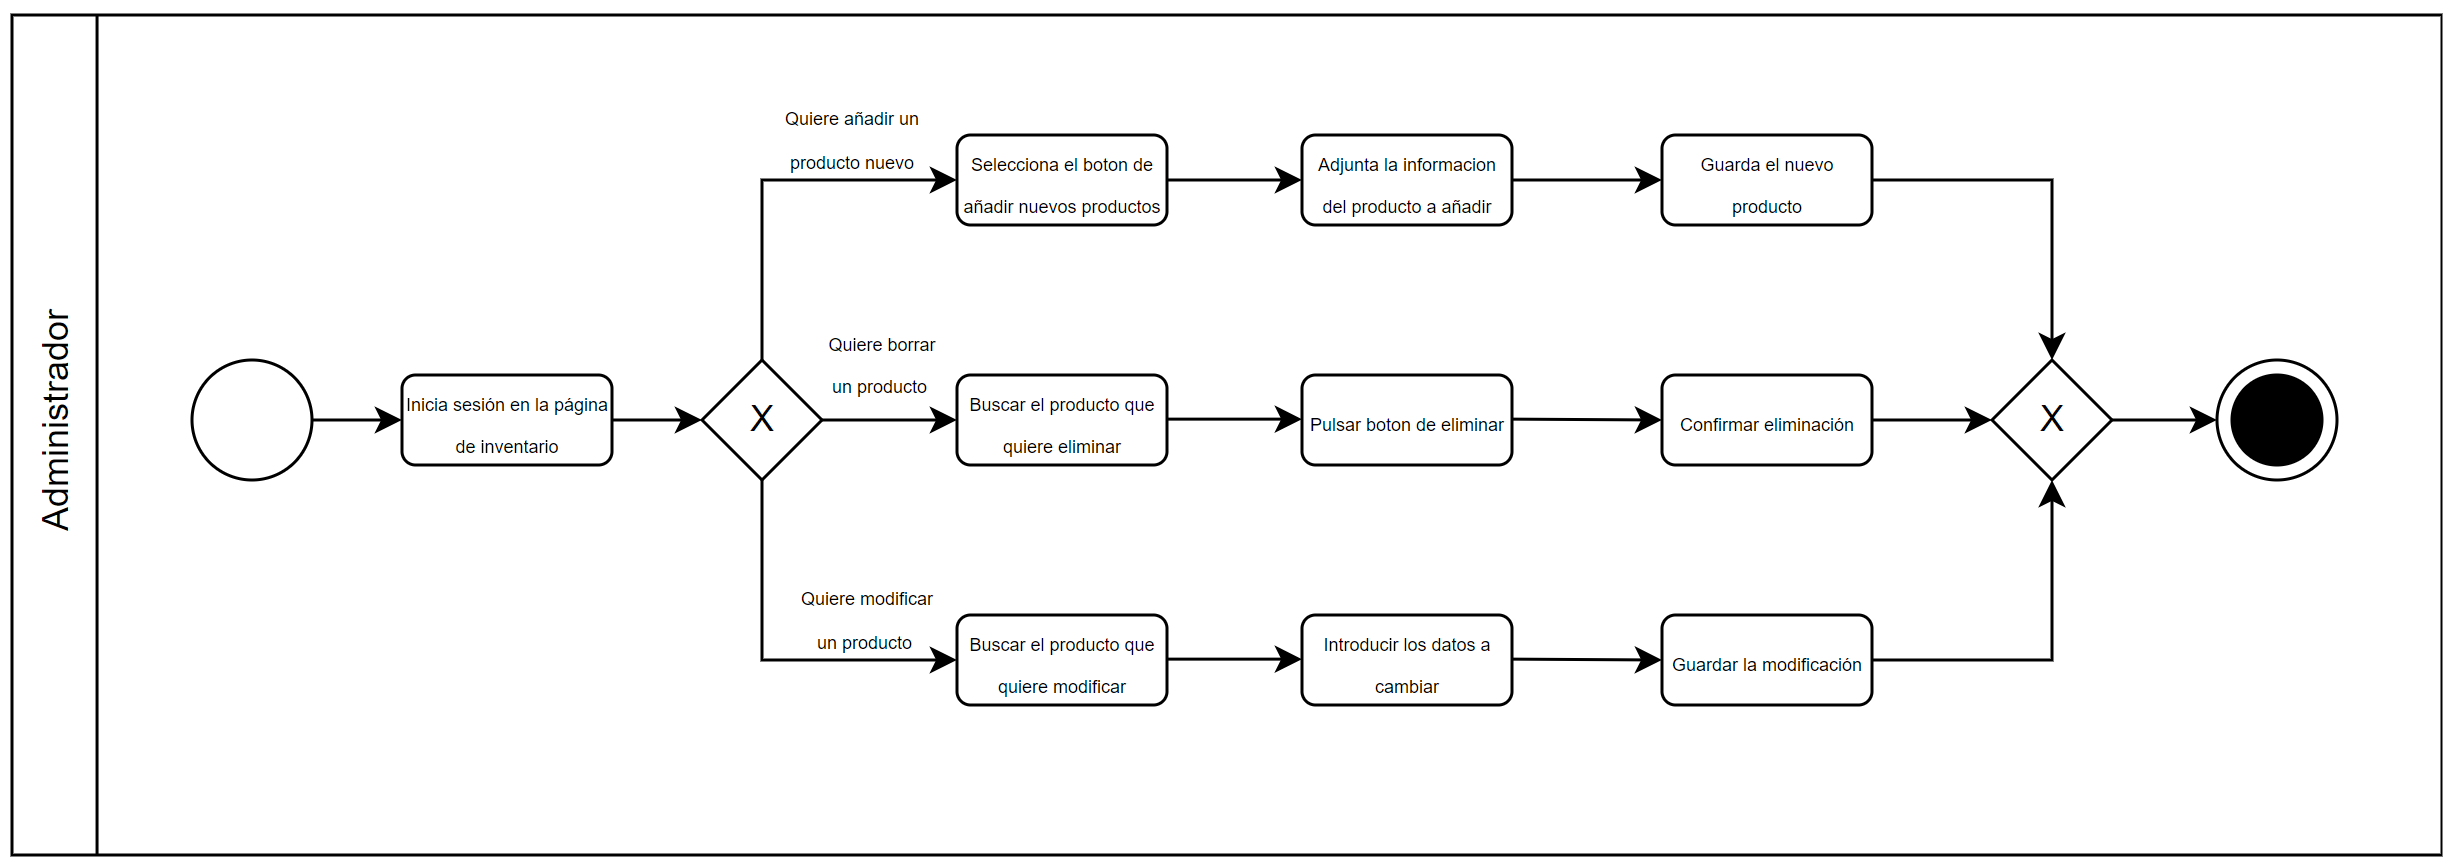 Administrador
Quiere añadir un
producto nuevo
Selecciona el boton de
añadir nuevos productos
Adjunta la informacion
del producto a añadir
Guarda el nuevo
producto
Inicia sesión en la página
de inventario
X
Quiere borrar
un producto
Buscar el producto que
quiere eliminar
Pulsar boton de eliminar
Confirmar eliminación
X
Quiere modificar
un producto
Buscar el producto que
quiere modificar
Introducir los datos a
cambiar
Guardar la modificación